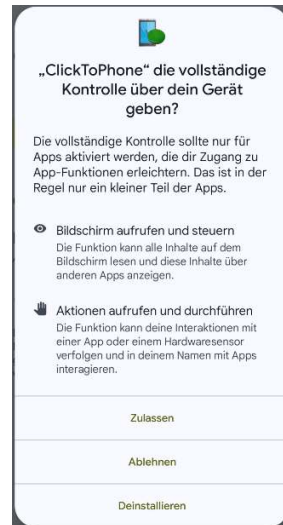 „ClickToPhone“ die vollständige
Kontrolle über dein Gerät
geben?
Die vollständige Kontrolle sollte nur für
Apps aktiviert werden, die dir Zugang zu
App-Funktionen erleichtern. Das ist in der
Regel nur ein kleiner Teil der Apps.
Bildschirm aufrufen und steuern
Die Funktion kann alle Inhalte auf dem
Bildschirm lesen und diese Inhalte über
anderen Apps anzeigen.
Aktionen aufrufen und durchführen
Die Funktion kann deine Interaktionen mit
einer App oder einem Hardwaresensor
verfolgen und in deinem Namen mit Apps
interagieren.
Zulassen
Ablehnen
Deinstallieren